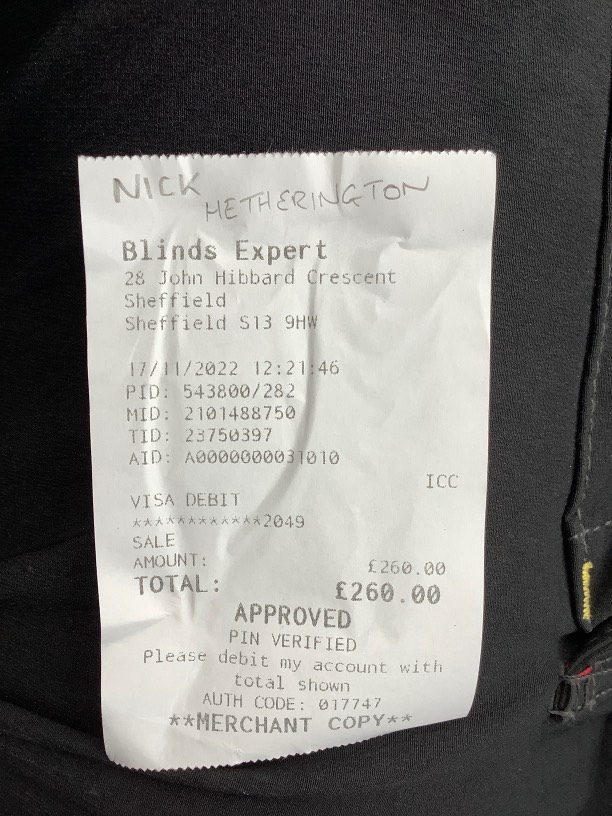 NICK
HETHERINGTON
Blinds Expert
28 John Hibbard Crescent
Sheffield
Sheffield S13 9HW
17/11/2022 12:21:46
PID: 543800/282
MID: 2101488750
TID: 23750397
AID: A0000000031010
ICC
VISA DEBIT
************2049
SALE
AMOUNT: £260.00
TOTAL: £260.00
APPROVED
PIN VERIFIED
Please debit my account with
total shown
AUTH CODE: 017747
**MERCHANT COPY**